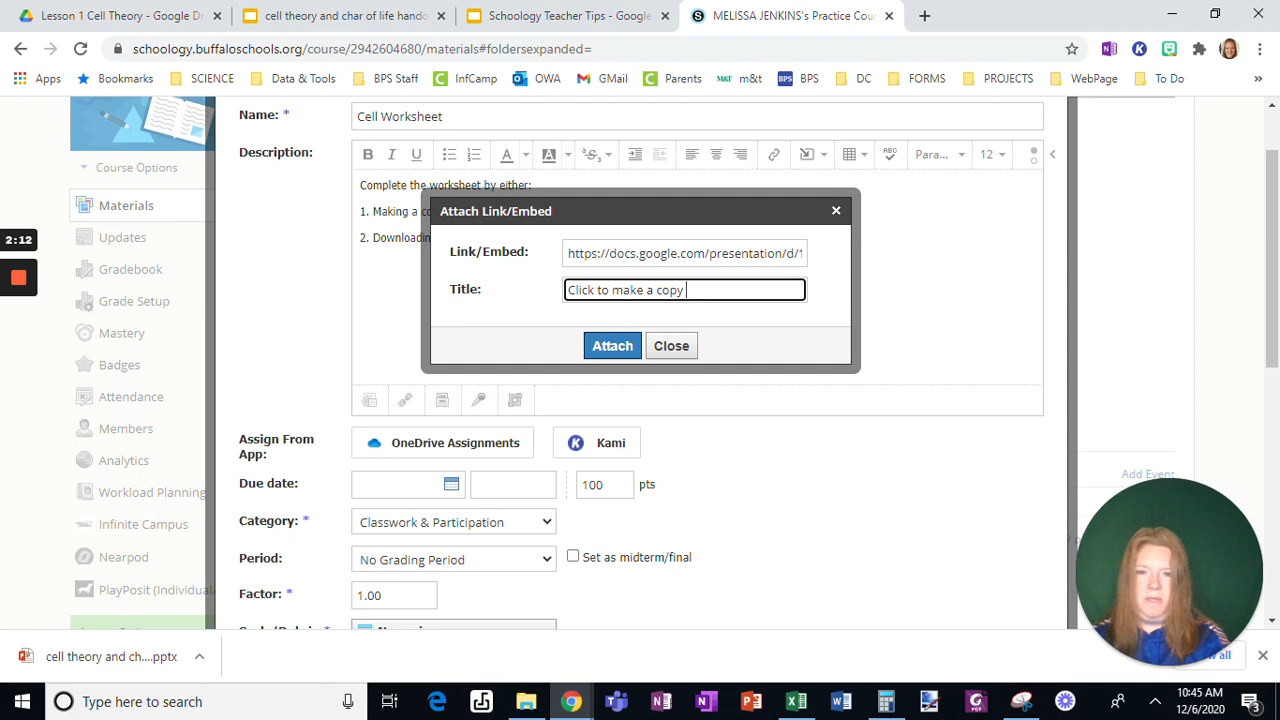 Lesson 1 Cell Theory - Google Dr
cell theory and char of life hando
Schoology Teacher Tips - Google
MELISSA JENKINS's Practice Cou
schoology.buffaloschools.org/course/2942604680/materials#foldersexpanded=
Apps
Bookmarks
SCIENCE
Data & Tools
BPS Staff
InfCamp
OWA
GMail
Parents
M&T m&t
BPS BPS
DC
FORMS
PROJECTS
WebPage
To Do
»
Name: * Cell Worksheet
Description:
B I U
Para...
12
Course Options
Materials
Updates
Gradebook
Grade Setup
Mastery
Badges
Attendance
Members
Analytics
Workload Planning
Infinite Campus
Nearpod
PlayPosit (Individual
2:12
Complete the worksheet by either:
1. Making a co
2. Downloading
Attach Link/Embed
Link/Embed: https://docs.google.com/presentation/d/1
Title: Click to make a copy
Attach Close
Assign From App: OneDrive Assignments K Kami
Due date: 100 pts
Category: * Classwork & Participation
Period: No Grading Period Set as midterm/final
Factor: * 1.00
Add Event
cell theory and ch....pptx
w all
Type here to search
10:45 AM
12/6/2020
3